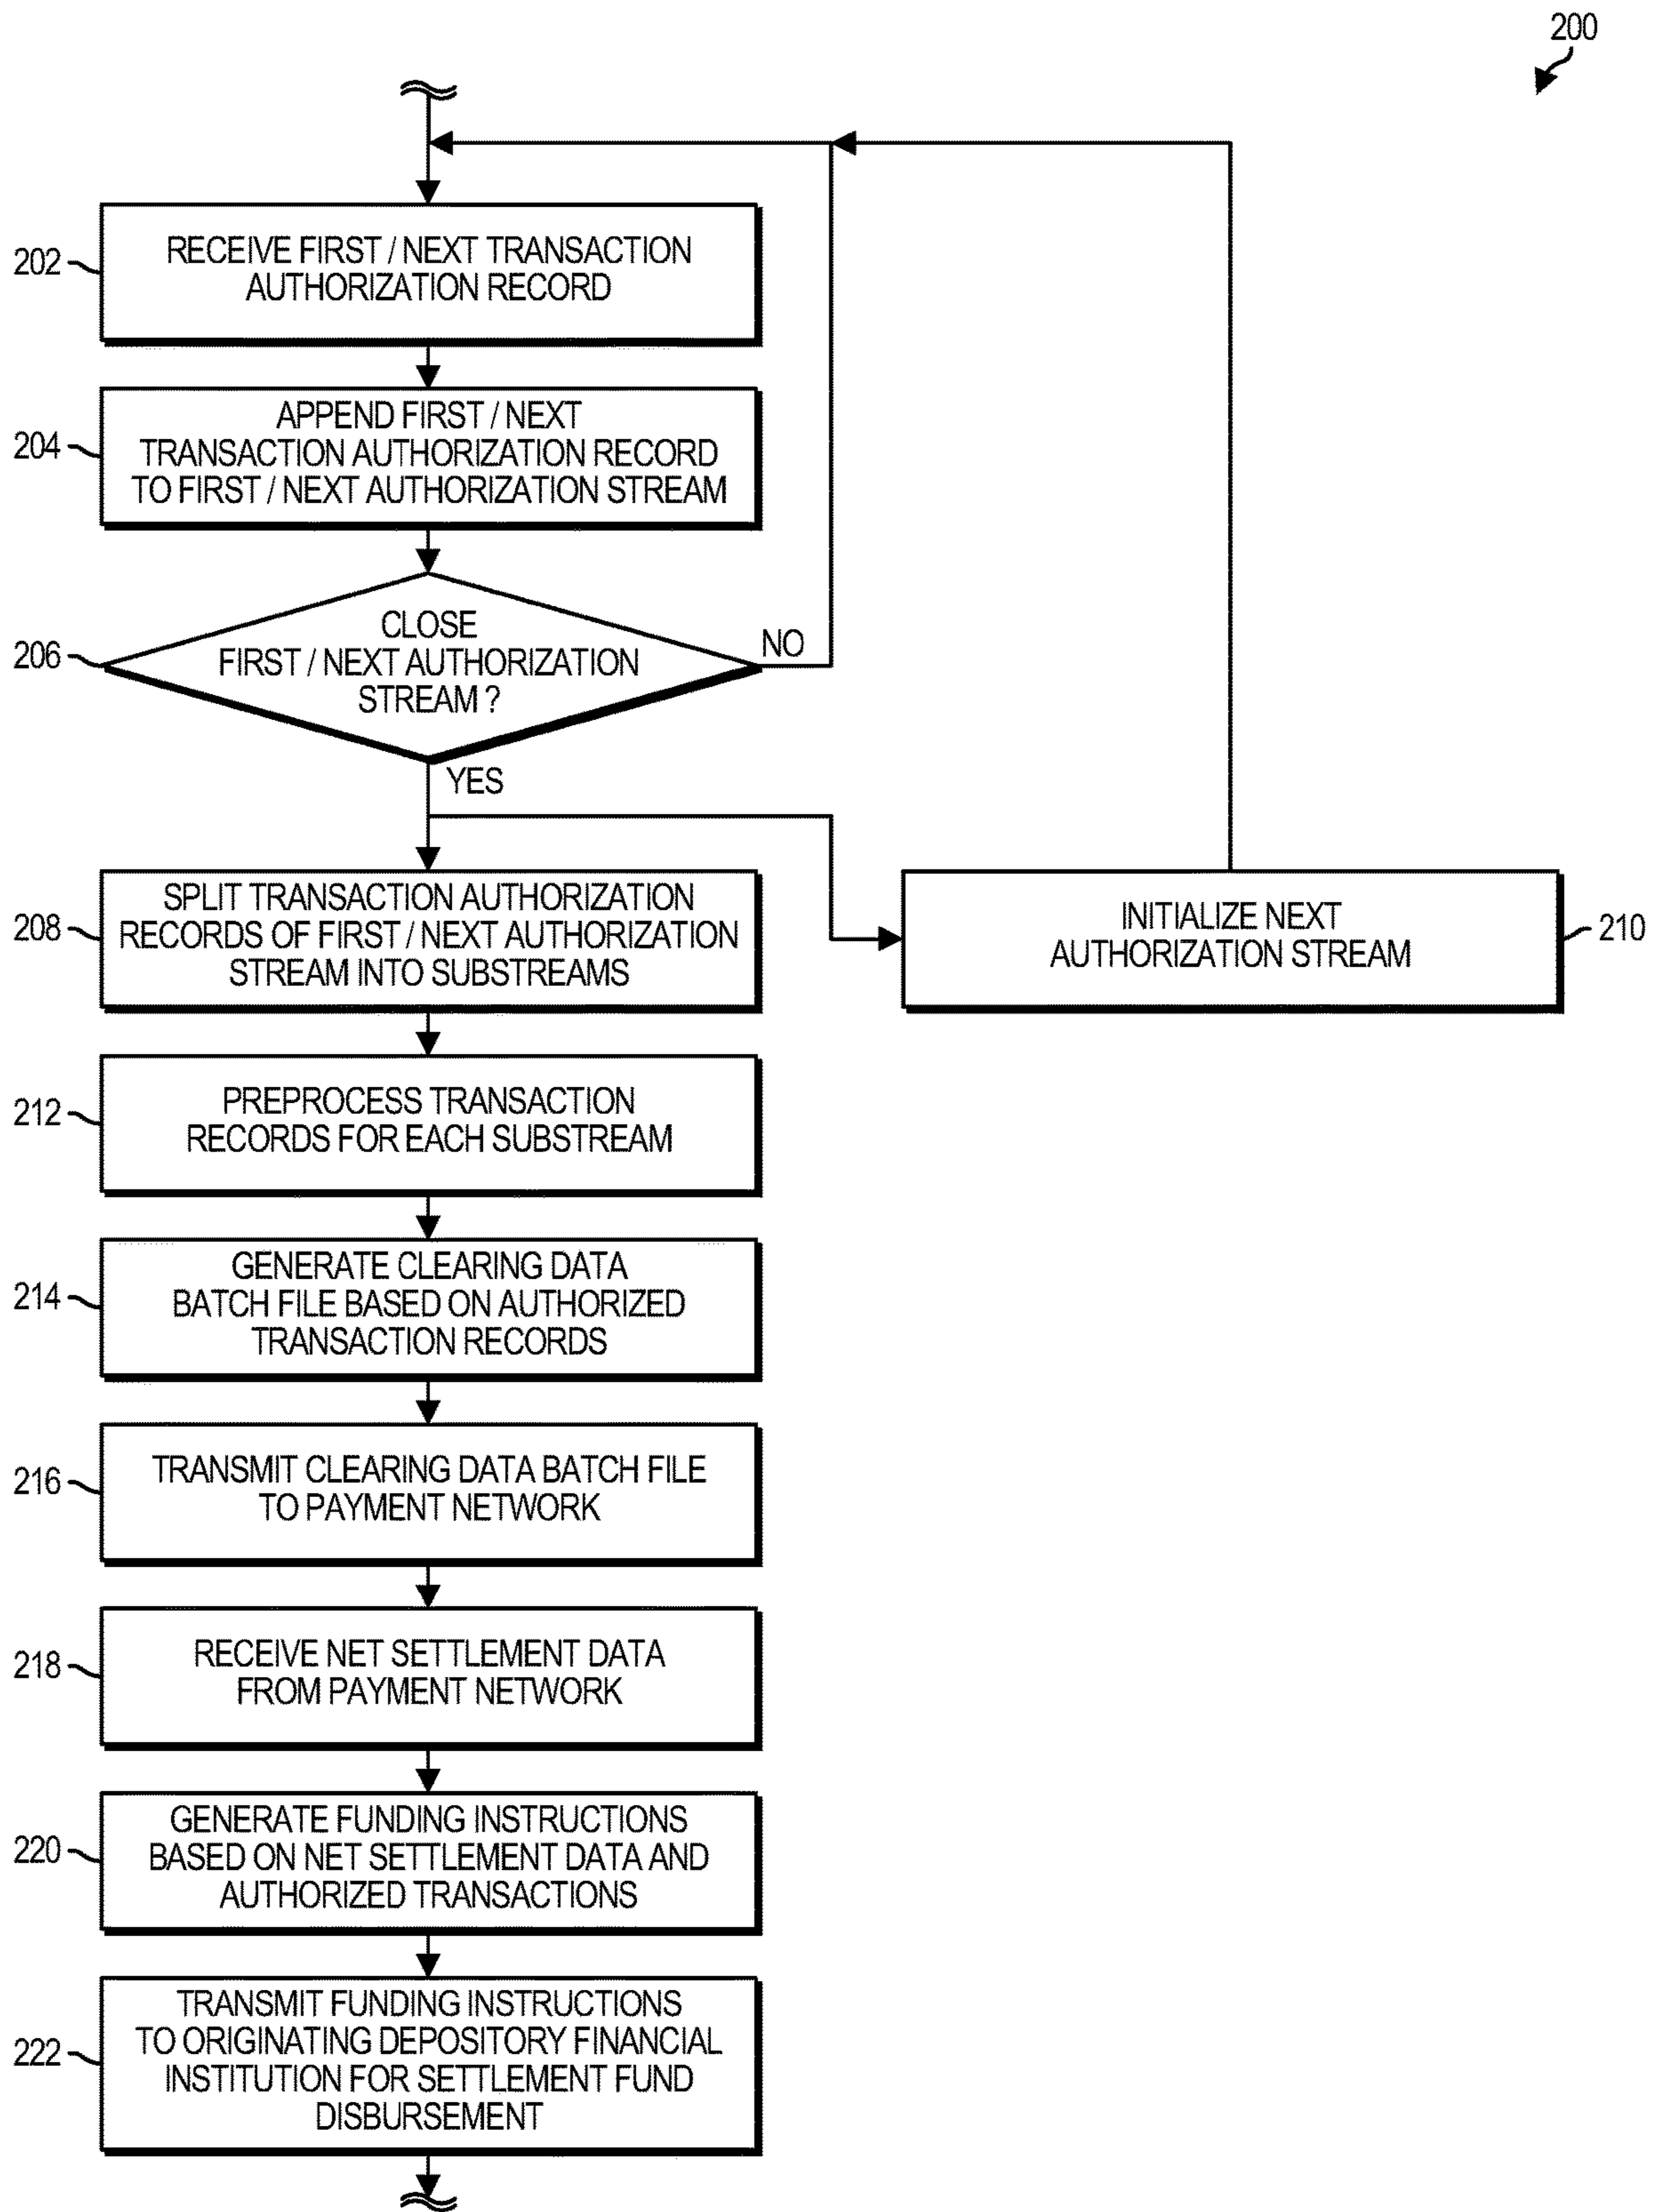 200
202
RECEIVE FIRST / NEXT TRANSACTION
AUTHORIZATION RECORD
204
APPEND FIRST / NEXT
TRANSACTION AUTHORIZATION RECORD
TO FIRST / NEXT AUTHORIZATION STREAM
206
CLOSE
FIRST / NEXT AUTHORIZATION
STREAM ?
NO
YES
208
SPLIT TRANSACTION AUTHORIZATION
RECORDS OF FIRST / NEXT AUTHORIZATION
STREAM INTO SUBSTREAMS
INITIALIZE NEXT
AUTHORIZATION STREAM
210
212
PREPROCESS TRANSACTION
RECORDS FOR EACH SUBSTREAM
214
GENERATE CLEARING DATA
BATCH FILE BASED ON AUTHORIZED
TRANSACTION RECORDS
216
TRANSMIT CLEARING DATA BATCH FILE
TO PAYMENT NETWORK
218
RECEIVE NET SETTLEMENT DATA
FROM PAYMENT NETWORK
220
GENERATE FUNDING INSTRUCTIONS
BASED ON NET SETTLEMENT DATA AND
AUTHORIZED TRANSACTIONS
222
TRANSMIT FUNDING INSTRUCTIONS
TO ORIGINATING DEPOSITORY FINANCIAL
INSTITUTION FOR SETTLEMENT FUND
DISBURSEMENT